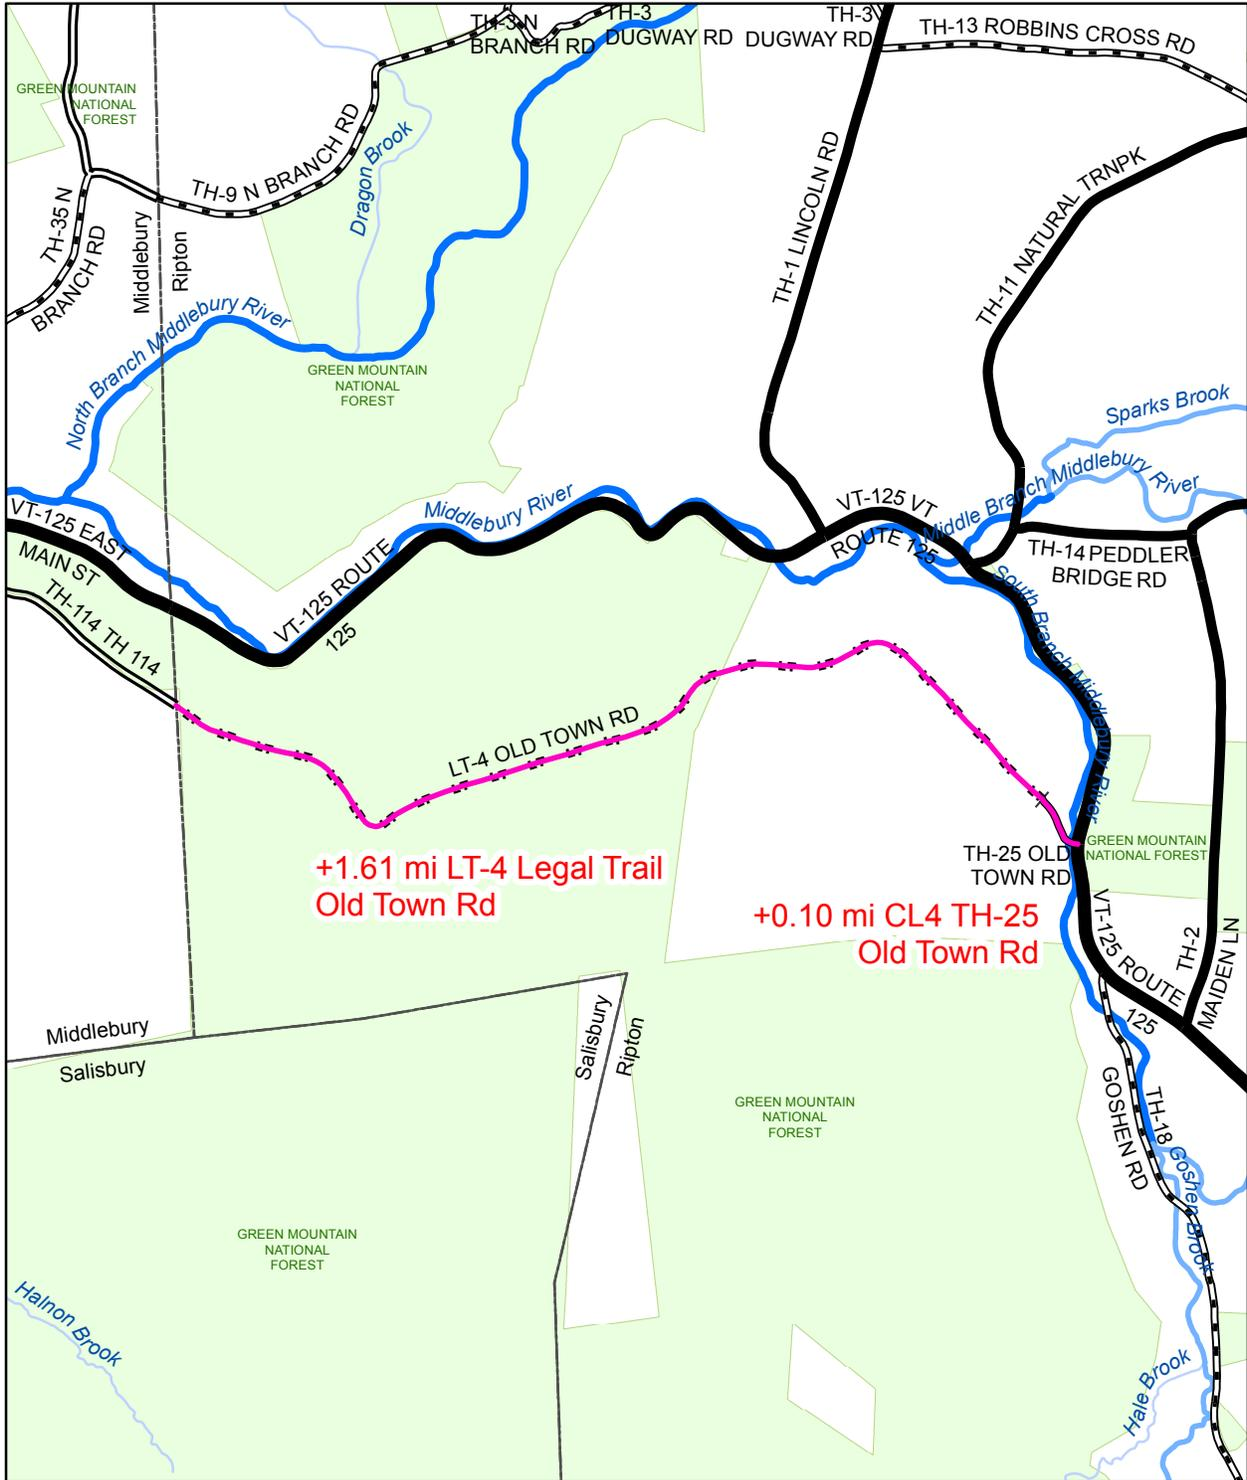 TH-3 N
BRANCH RD
TH-3
DUGWAY RD
TH-3
DUGWAY RD
TH-13 ROBBINS CROSS RD
GREEN MOUNTAIN
NATIONAL
FOREST
TH-9 N BRANCH RD
Dragon Brook
TH-1 LINCOLN RD
TH-11 NATURAL TRNPK
TH-35 N
BRANCH RD
Middlebury
Ripton
North Branch Middlebury River
GREEN MOUNTAIN
NATIONAL
FOREST
Sparks Brook
Middle Branch Middlebury River
VT-125 EAST
MAIN ST
Middlebury River
VT-125 VT
ROUTE 125
TH-14 PEDDLER
BRIDGE RD
VT-125 ROUTE
125
TH-114 TH 114
South Branch Middlebury River
LT-4 OLD TOWN RD
+1.61 mi LT-4 Legal Trail
Old Town Rd
TH-25 OLD
TOWN RD
GREEN MOUNTAIN
NATIONAL FOREST
+0.10 mi CL4 TH-25
Old Town Rd
VT-125 ROUTE
125
TH-2
MAIDEN LN
Middlebury
Salisbury
Salisbury
Ripton
GREEN MOUNTAIN
NATIONAL
FOREST
TH-18
GOSHEN RD
Goshen Brook
GREEN MOUNTAIN
NATIONAL
FOREST
Halnon Brook
Hale Brook